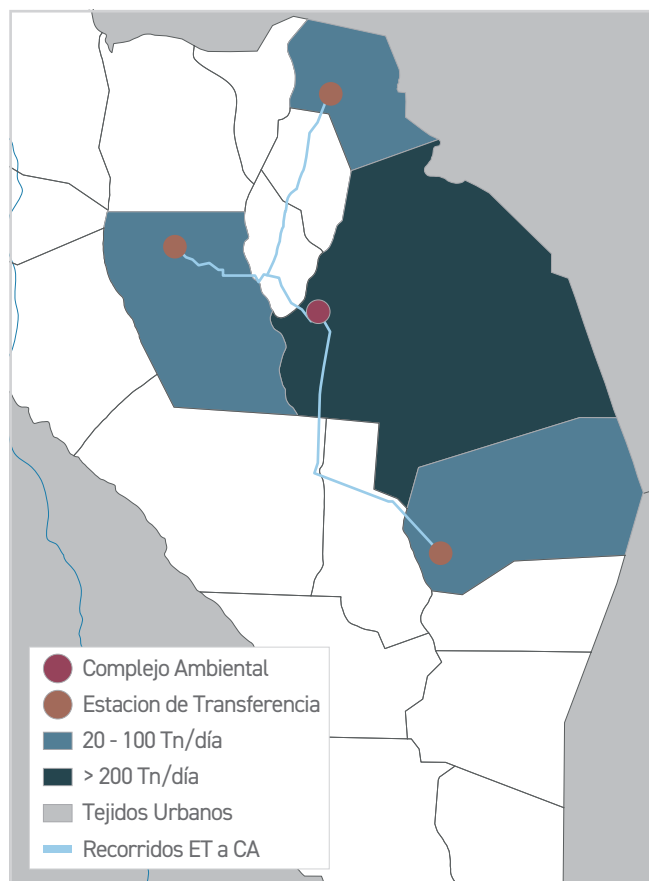 Complejo Ambiental
Estacion de Transferencia
20 - 100 Tn/día
> 200 Tn/día
Tejidos Urbanos
Recorridos ET a CA